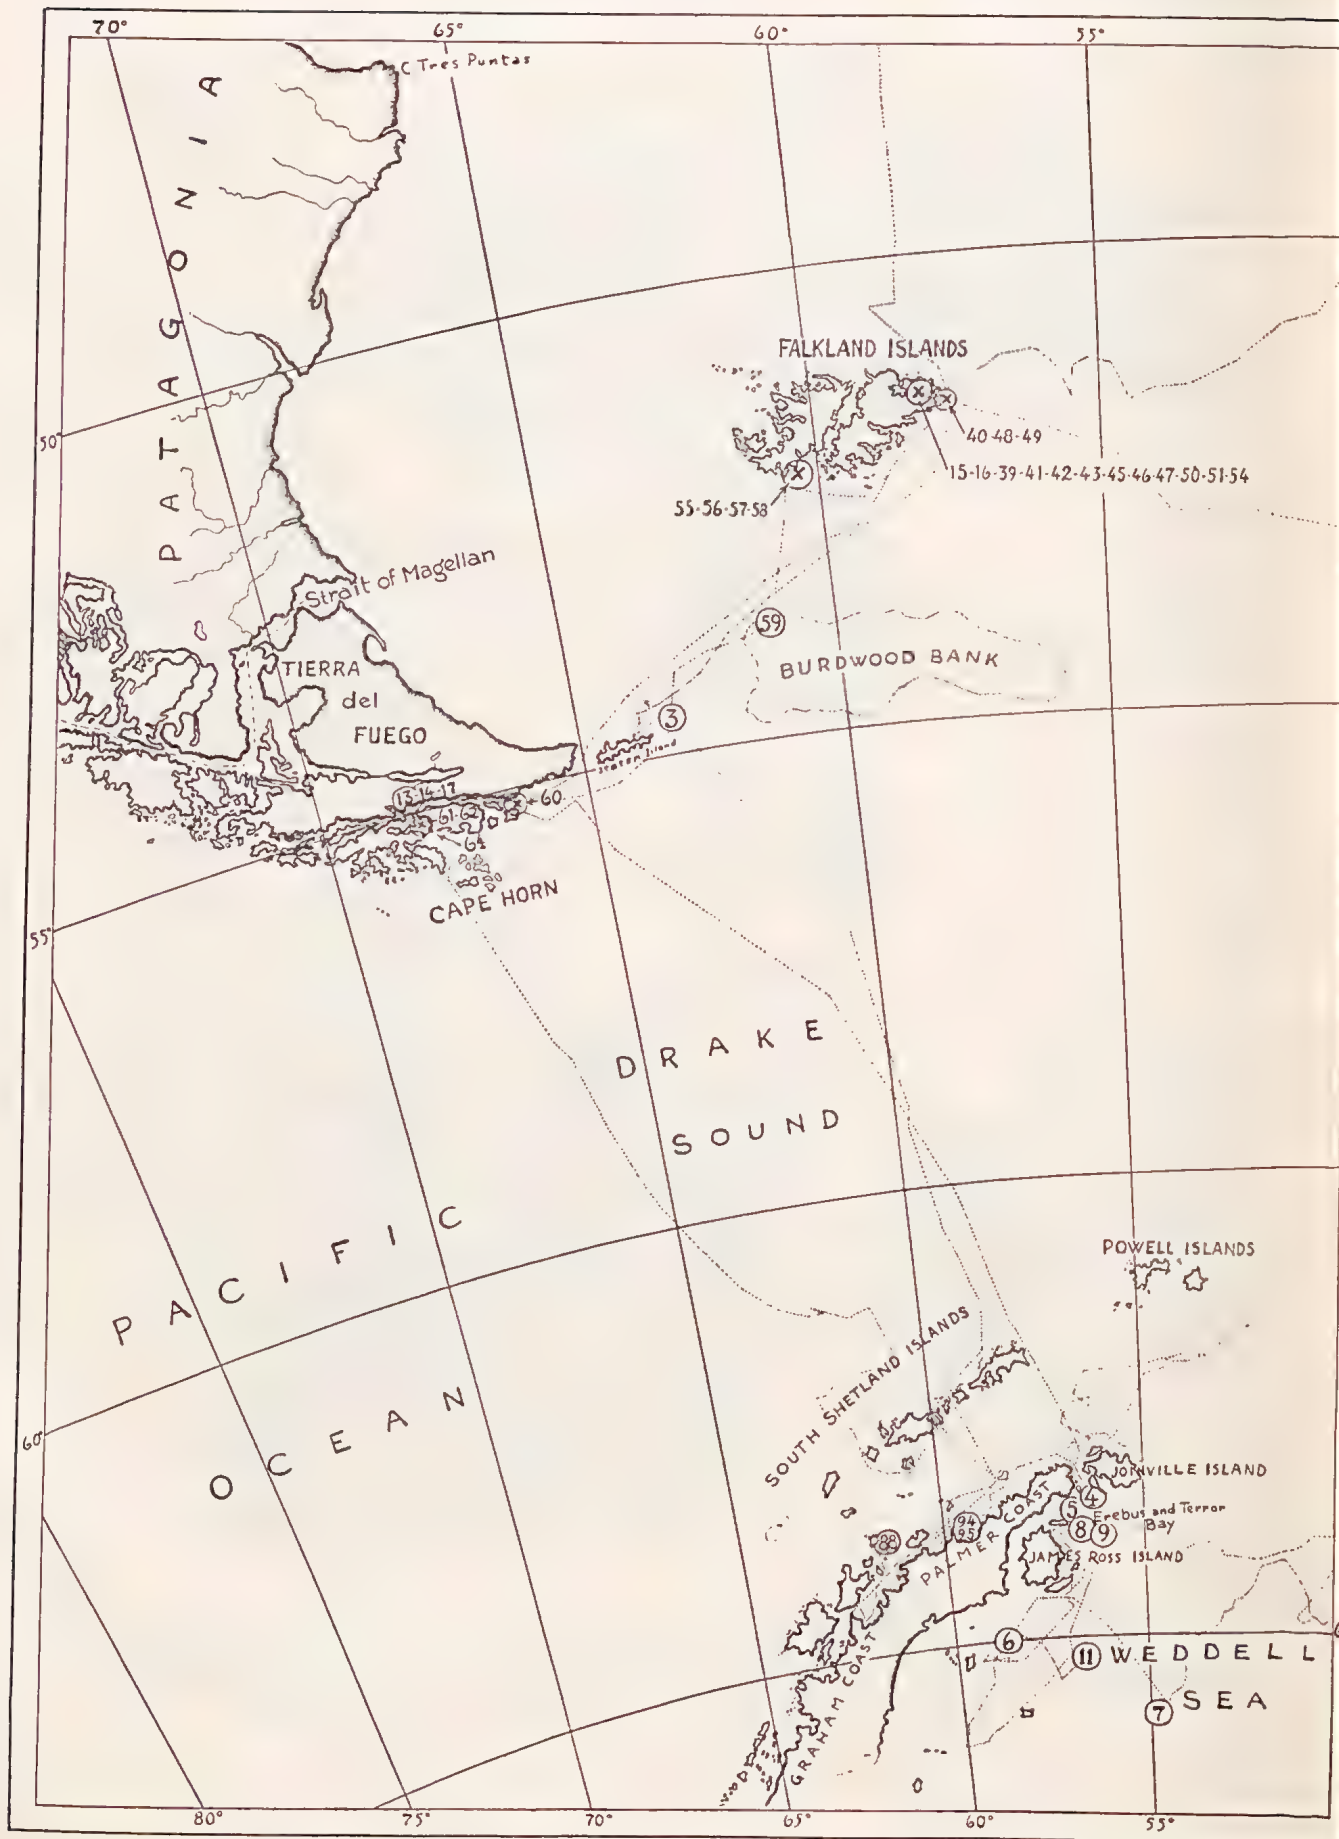 70° 65° 60° 55°
C Tres Puntas
PATAGONIA
FALKLAND ISLANDS
50°
40-48-49
15-16-39-41-42-43-45-46-47-50-51-54
55-56-57-58
Strait of Magellan
59
BURDWOOD BANK
TIERRA
del
FUEGO
3
Staten Island
13-14-17
60
61-62
64
CAPE HORN
55°
DRAKE
SOUND
PACIFIC
OCEAN
POWELL ISLANDS
SOUTH SHETLAND ISLANDS
60°
JOINVILLE ISLAND
4
5
Erebus and Terror
Bay
8 9
94
95
88
PALMER COAST
JAMES ROSS ISLAND
6
11
WEDDELL
SEA
7
GRAHAM COAST
80° 75° 70° 65° 60° 55°